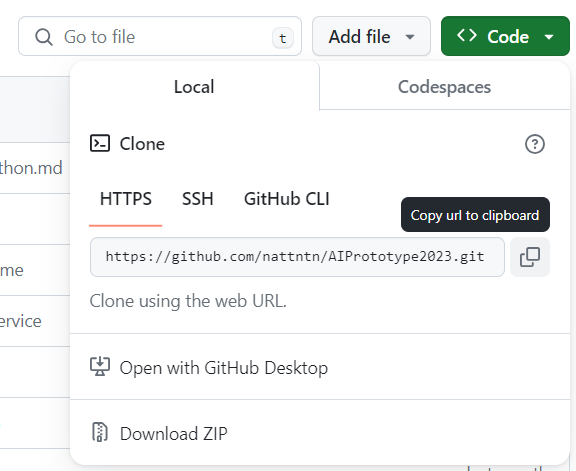 Go to file
t
Add file
Code
Local
Codespaces
Clone
thon.md
HTTPS
SSH
GitHub CLI
Copy url to clipboard
https://github.com/nattntn/AIPrototype2023.git
me
Clone using the web URL.
ervice
Open with GitHub Desktop
Download ZIP